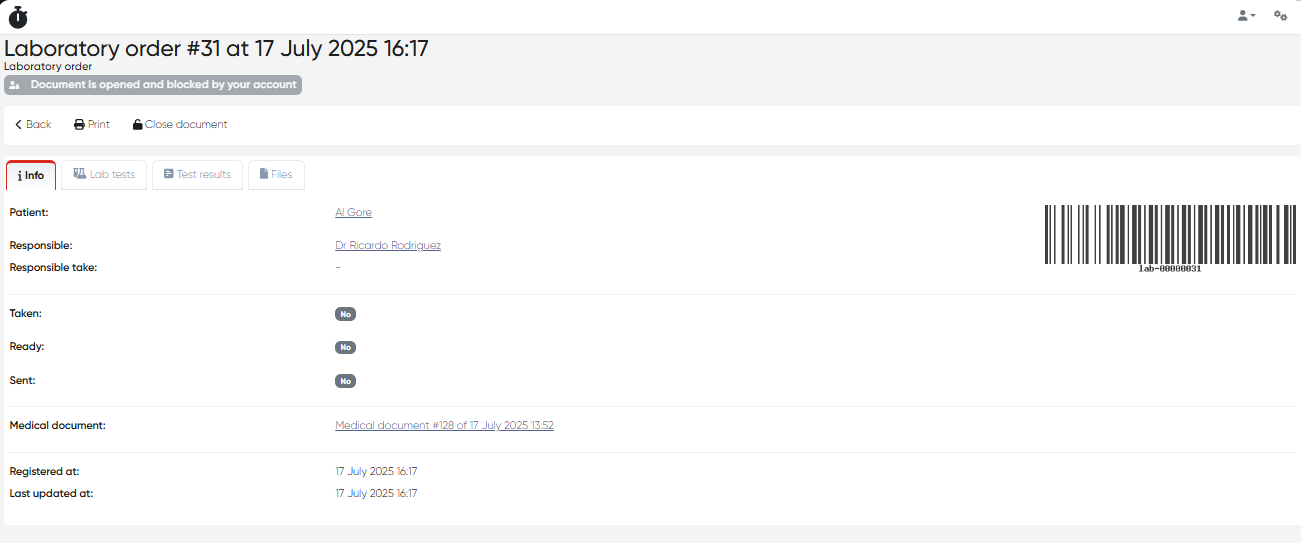 Laboratory order #31 at 17 July 2025 16:17
Laboratory order
Document is opened and blocked by your account
Back Print Close document
Info Lab tests Test results Files
Patient: Al Gore
Responsible: Dr Ricardo Rodriguez
Responsible take: -
lab-00000031
Taken: No
Ready: No
Sent: No
Medical document: Medical document #128 of 17 July 2025 13:52
Registered at: 17 July 2025 16:17
Last updated at: 17 July 2025 16:17